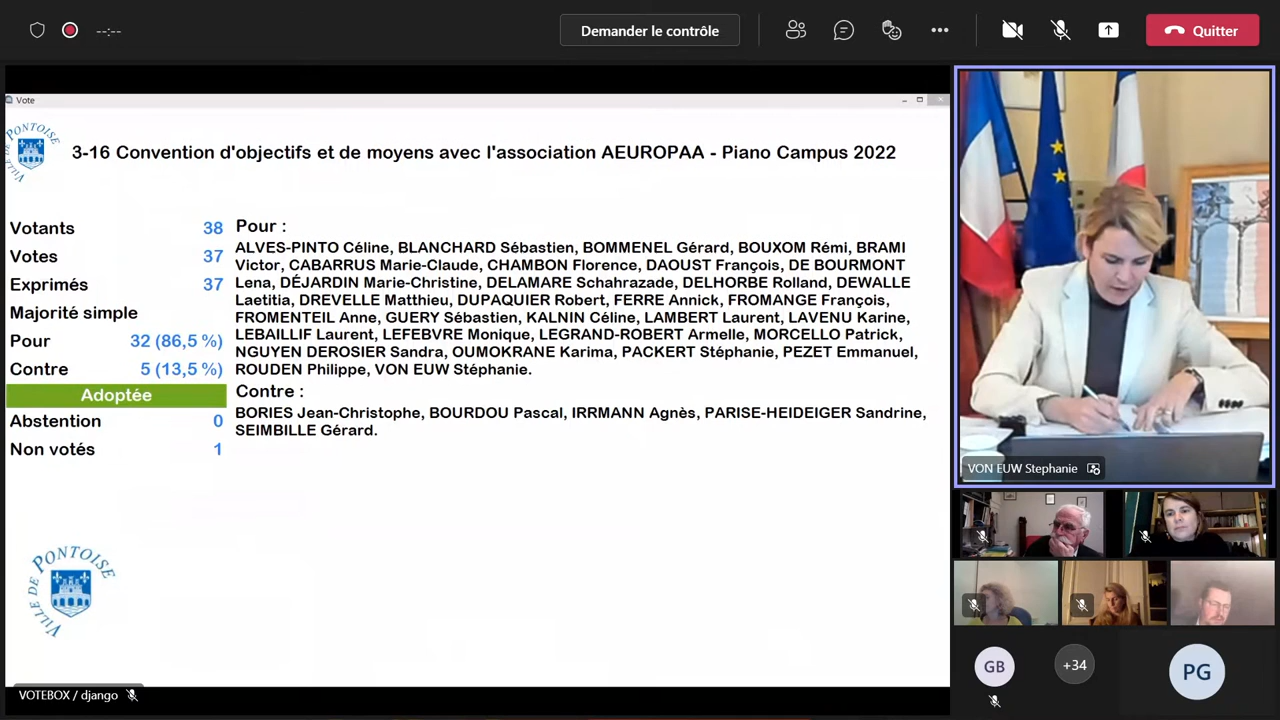 --:--
Demander le contrôle
Quitter
Vote
VILLE DE PONTOISE
3-16 Convention d'objectifs et de moyens avec l'association AEUROPAA - Piano Campus 2022
Votants 38
Votes 37
Exprimés 37
Majorité simple
Pour 32 (86,5 %)
Contre 5 (13,5 %)
Adoptée
Abstention 0
Non votés 1
Pour :
ALVES-PINTO Céline, BLANCHARD Sébastien, BOMMENEL Gérard, BOUXOM Rémi, BRAMI
Victor, CABARRUS Marie-Claude, CHAMBON Florence, DAOUST François, DE BOURMONT
Lena, DÉJARDIN Marie-Christine, DELAMARE Schahrazade, DELHORBE Rolland, DEWALLE
Laetitia, DREVELLE Matthieu, DUPAQUIER Robert, FERRE Annick, FROMANGE François,
FROMENTEIL Anne, GUERY Sébastien, KALNIN Céline, LAMBERT Laurent, LAVENU Karine,
LEBAILLIF Laurent, LEFEBVRE Monique, LEGRAND-ROBERT Armelle, MORCELLO Patrick,
NGUYEN DEROSIER Sandra, OUMOKRANE Karima, PACKERT Stéphanie, PEZET Emmanuel,
ROUDEN Philippe, VON EUW Stéphanie.
Contre :
BORIES Jean-Christophe, BOURDOU Pascal, IRRMANN Agnès, PARISE-HEIDEIGER Sandrine,
SEIMBILLE Gérard.
VILLE DE PONTOISE
VOTEBOX / django
VON EUW Stephanie
GB
+34
PG